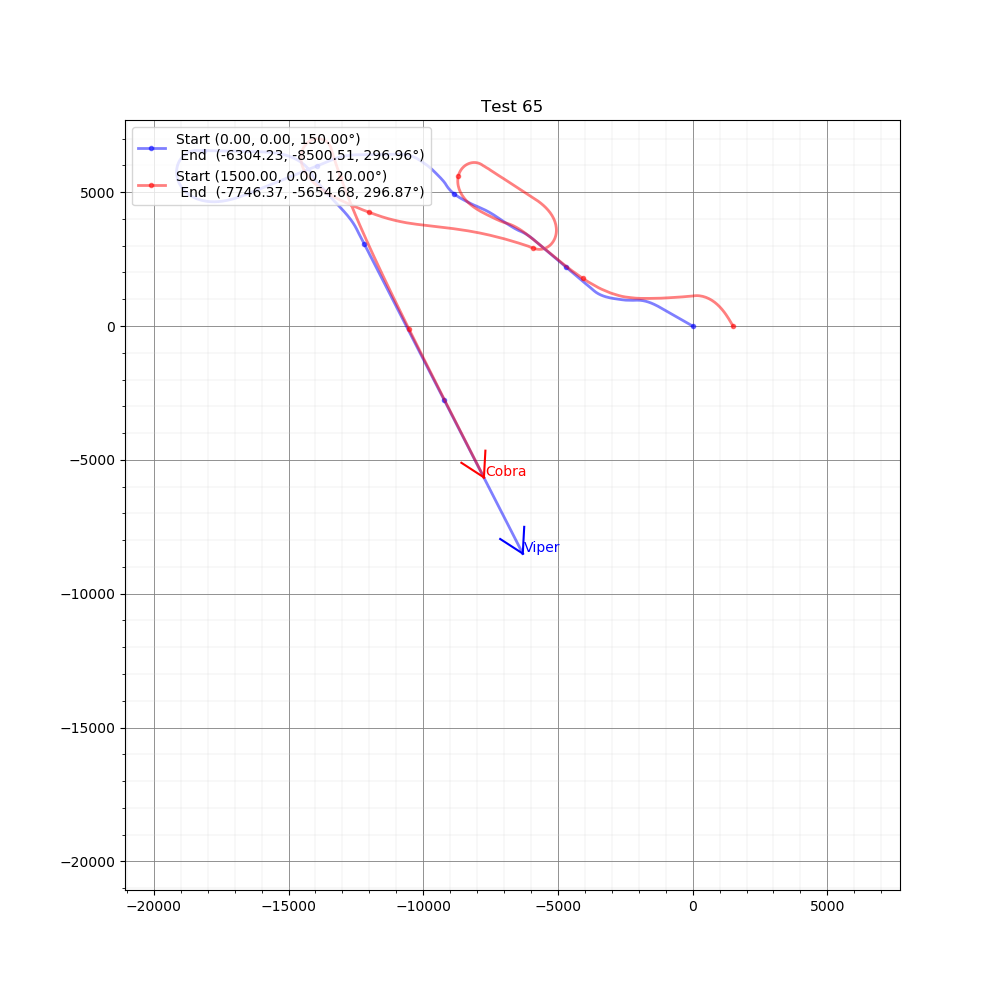 Test 65
Start (0.00, 0.00, 150.00°)
End (-6304.23, -8500.51, 296.96°)
Start (1500.00, 0.00, 120.00°)
End (-7746.37, -5654.68, 296.87°)
5000
0
−5000
−10000
−15000
−20000
Cobra
Viper
−20000
−15000
−10000
−5000
0
5000